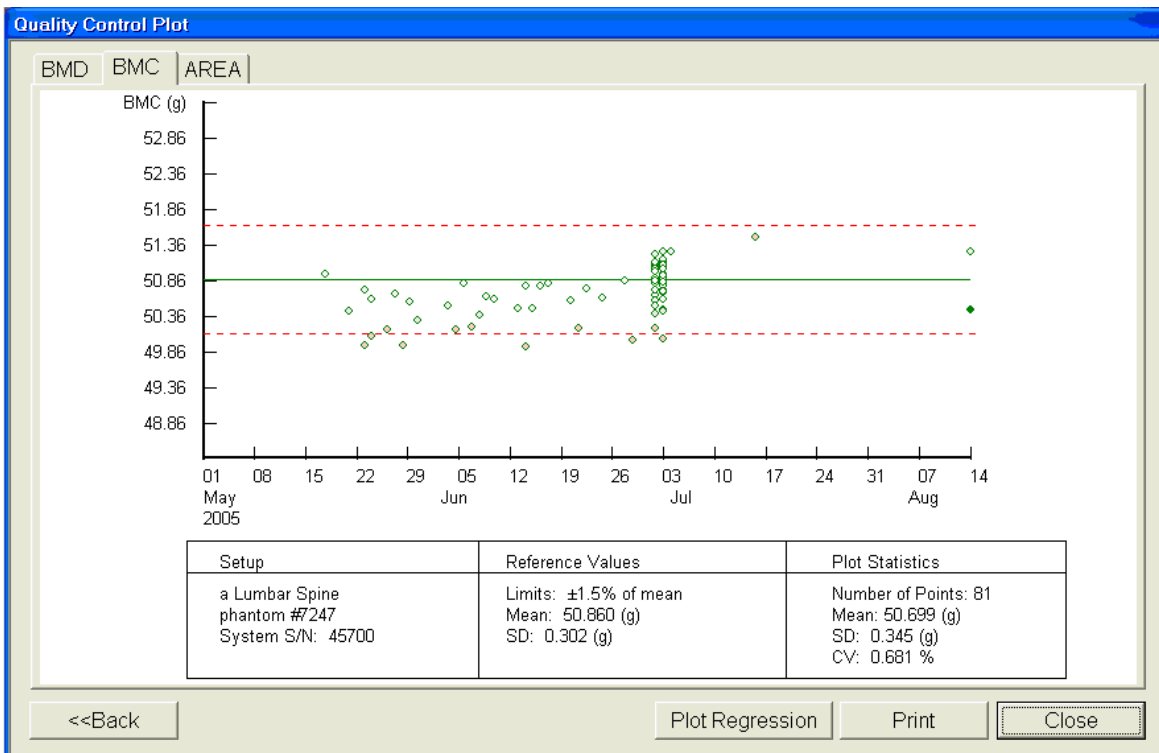 Quality Control Plot
BMD BMC AREA
BMC (g)
52.86
52.36
51.86
51.36
50.86
50.36
49.86
49.36
48.86
01 08 15 22 29 05 12 19 26 03 10 17 24 31 07 14
May Jun Jul Aug
2005
Setup
a Lumbar Spine
phantom #7247
System S/N: 45700
Reference Values
Limits: ±1.5% of mean
Mean: 50.860 (g)
SD: 0.302 (g)
Plot Statistics
Number of Points: 81
Mean: 50.699 (g)
SD: 0.345 (g)
CV: 0.681 %
<<Back Plot Regression Print Close